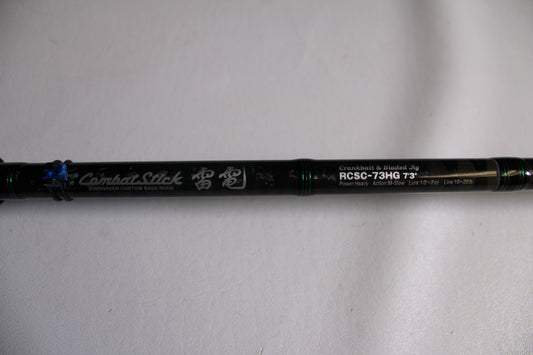 Combat Stick
EVERGREEN CUSTOM BASS RODS
雷電
Crankbait & Bladed Jig
RCSC-73HG 7'3"
Power:Heavy Action:M-Slow Lure:1/2~2oz. Line:10~20lb.